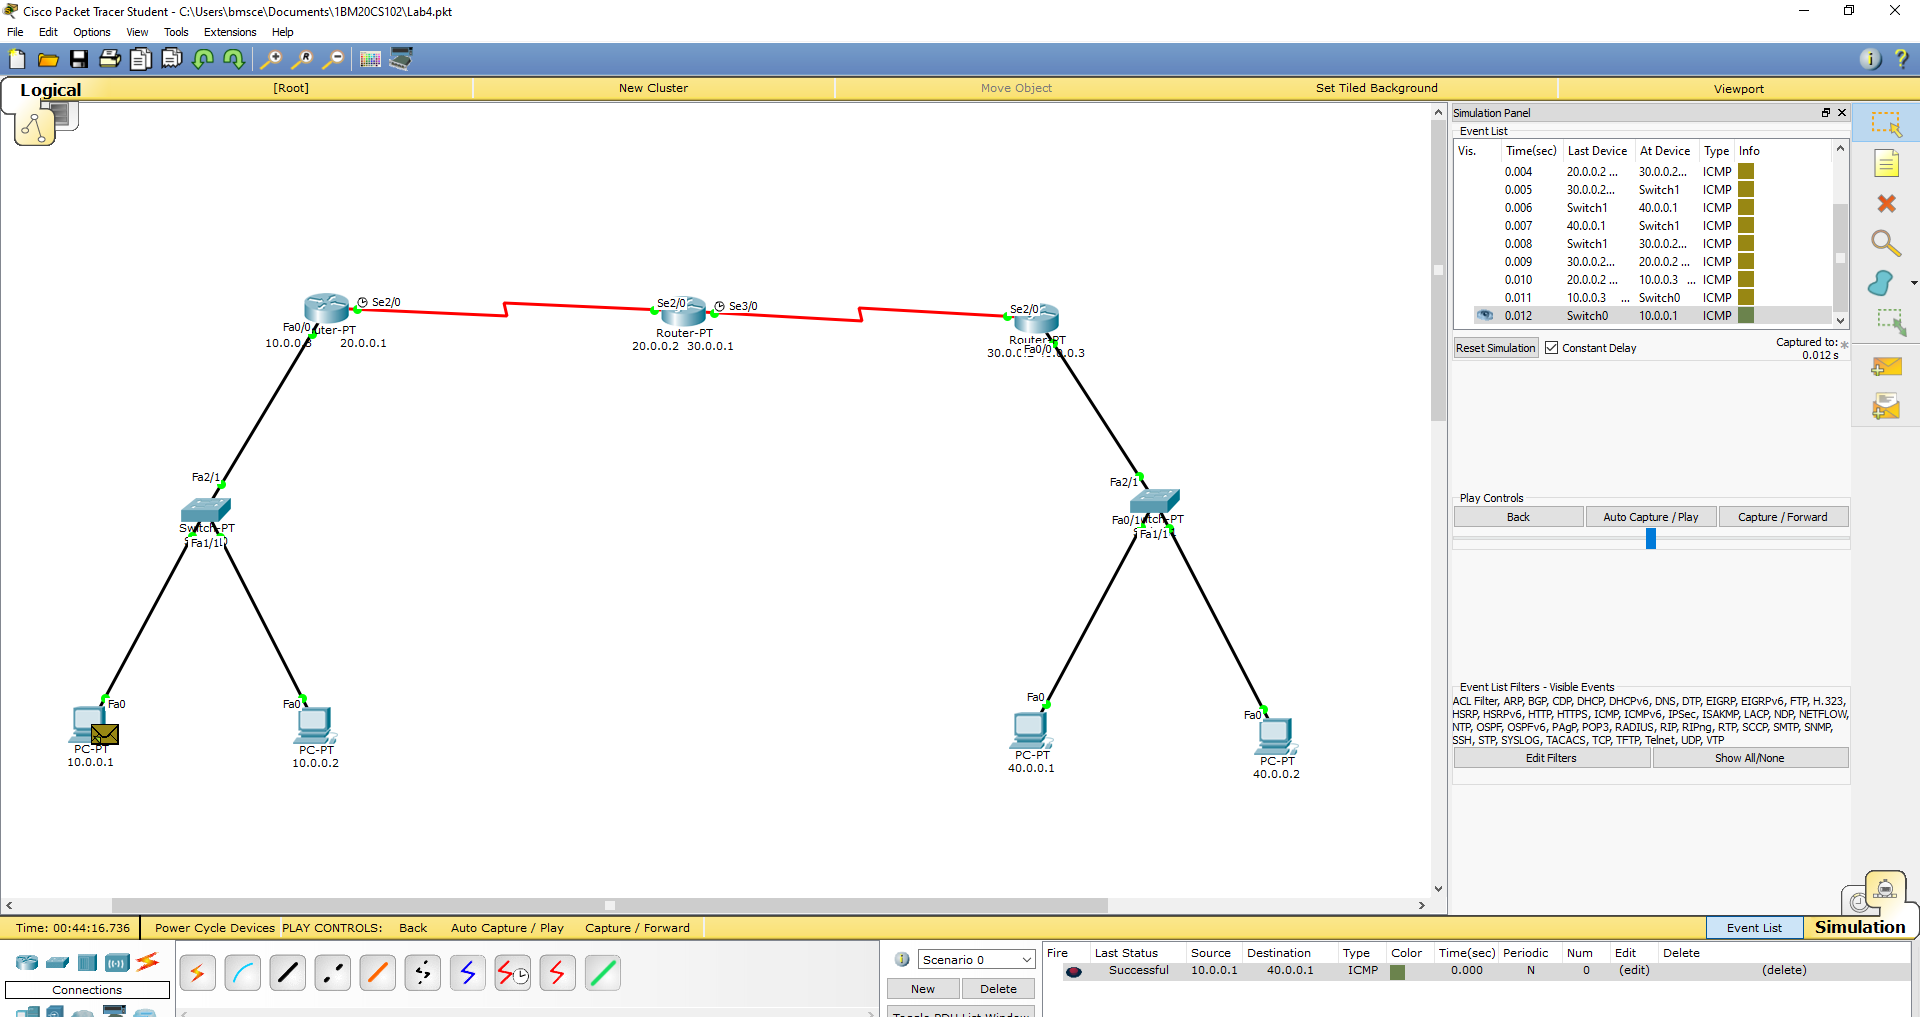 Cisco Packet Tracer Student - C:\Users\bmsce\Documents\1BM20CS102\Lab4.pkt
File Edit Options View Tools Extensions Help
Logical [Root] New Cluster Move Object Set Tiled Background Viewport
Simulation Panel
Event List
Vis. Time(sec) Last Device At Device Type Info
0.004 20.0.0.2 ... 30.0.0.2... ICMP
0.005 30.0.0.2... Switch1 ICMP
0.006 Switch1 40.0.0.1 ICMP
0.007 40.0.0.1 Switch1 ICMP
0.008 Switch1 30.0.0.2... ICMP
0.009 30.0.0.2... 20.0.0.2 ... ICMP
0.010 20.0.0.2 ... 10.0.0.3 ... ICMP
0.011 10.0.0.3 ... Switch0 ICMP
0.012 Switch0 10.0.0.1 ICMP
Reset Simulation Constant Delay Captured to:
0.012 s
Se2/0 Se2/0 Se3/0 Se2/0
Fa0/0 Router-PT
10.0.0.3 20.0.0.1 20.0.0.2 30.0.0.1
Fa0/0
Fa2/1 Fa2/1
Switch-PT Fa0/1
Fa1/1 Fa1/1
Play Controls
Back Auto Capture / Play Capture / Forward
Fa0 Fa0 Fa0 Fa0
PC-PT PC-PT PC-PT PC-PT
10.0.0.1 10.0.0.2 40.0.0.1 40.0.0.2
Event List Filters - Visible Events
ACL Filter, ARP, BGP, CDP, DHCP, DHCPv6, DNS, DTP, EIGRP, EIGRPv6, FTP, H.323,
HSRP, HSRPv6, HTTP, HTTPS, ICMP, ICMPv6, IPSec, ISAKMP, LACP, NDP, NETFLOW,
NTP, OSPF, OSPFv6, PAgP, POP3, RADIUS, RIP, RIPng, RTP, SCCP, SMTP, SNMP,
SSH, STP, SYSLOG, TACACS, TCP, TFTP, Telnet, UDP, VTP
Edit Filters Show All/None
Time: 00:44:16.736 Power Cycle Devices PLAY CONTROLS: Back Auto Capture / Play Capture / Forward Event List Simulation
Connections
Scenario 0
New Delete
Toggle PDU List Window
Fire Last Status Source Destination Type Color Time(sec) Periodic Num Edit Delete
Successful 10.0.0.1 40.0.0.1 ICMP 0.000 N 0 (edit) (delete)